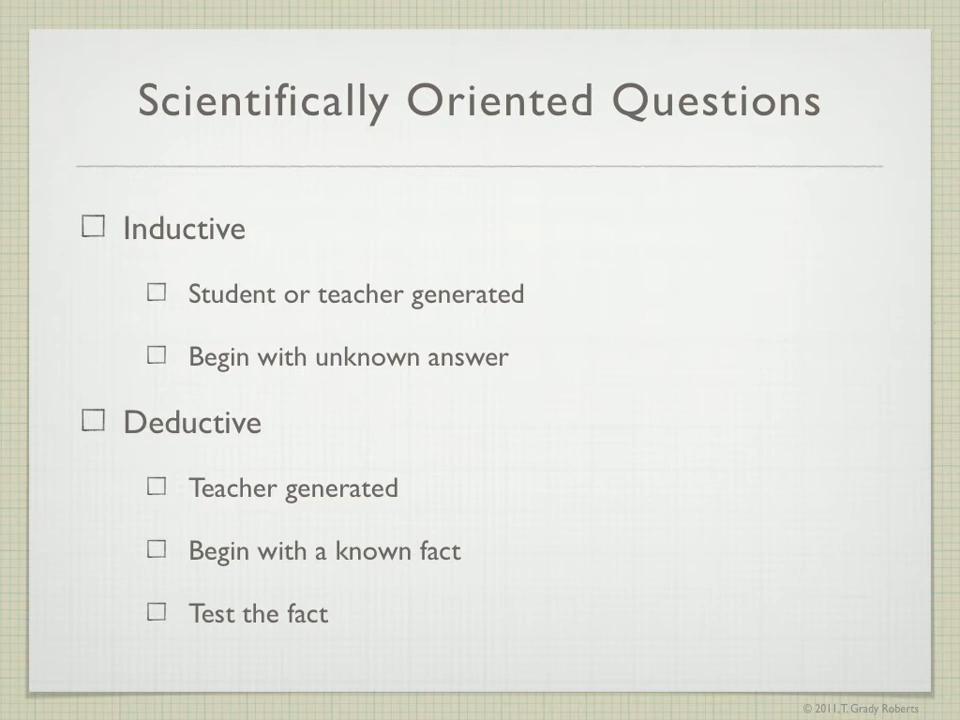 Scientifically Oriented Questions
Inductive
Student or teacher generated
Begin with unknown answer
Deductive
Teacher generated
Begin with a known fact
Test the fact
© 2011, T. Grady Roberts